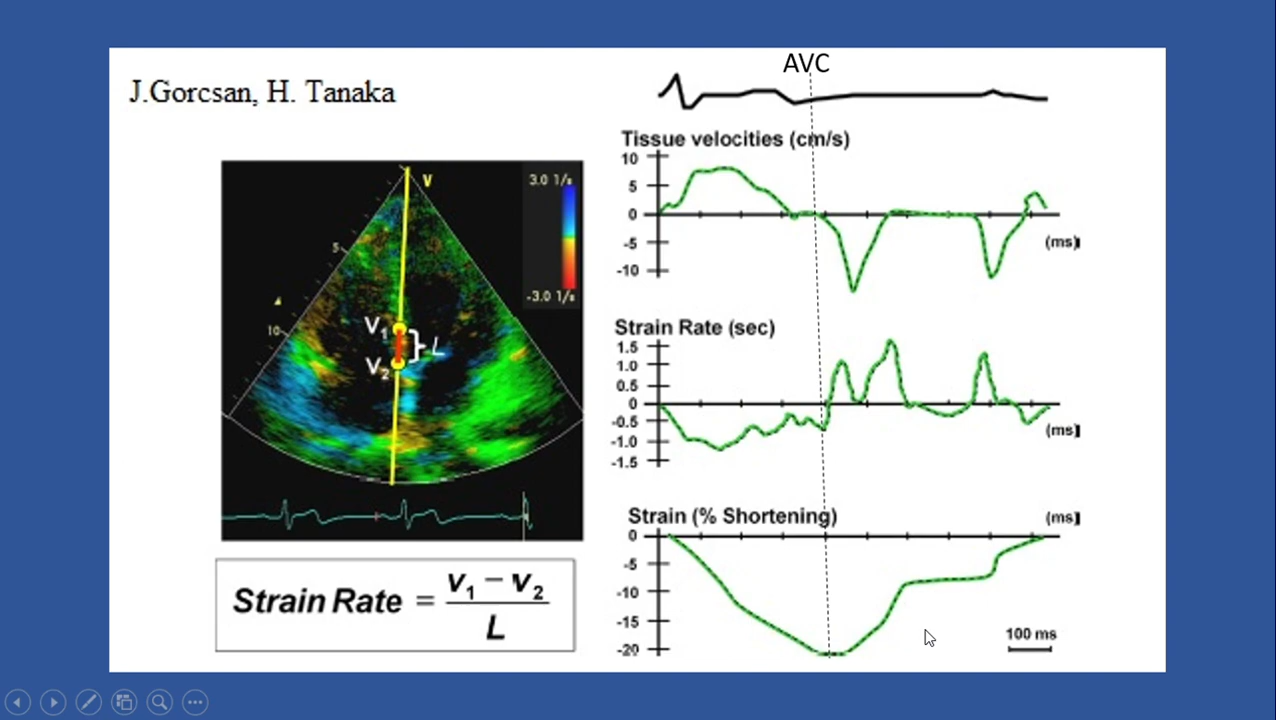 J.Gorcsan, H. Tanaka
V
3.0 1/s
-3.0 1/s
5
10
V1
V2
L
Strain Rate = v1 − v2 / L
AVC
Tissue velocities (cm/s)
10
5
0
-5
-10
(ms)
Strain Rate (sec)
1.5
1.0
0.5
0
-0.5
-1.0
-1.5
(ms)
Strain (% Shortening)
(ms)
0
-5
-10
-15
-20
100 ms